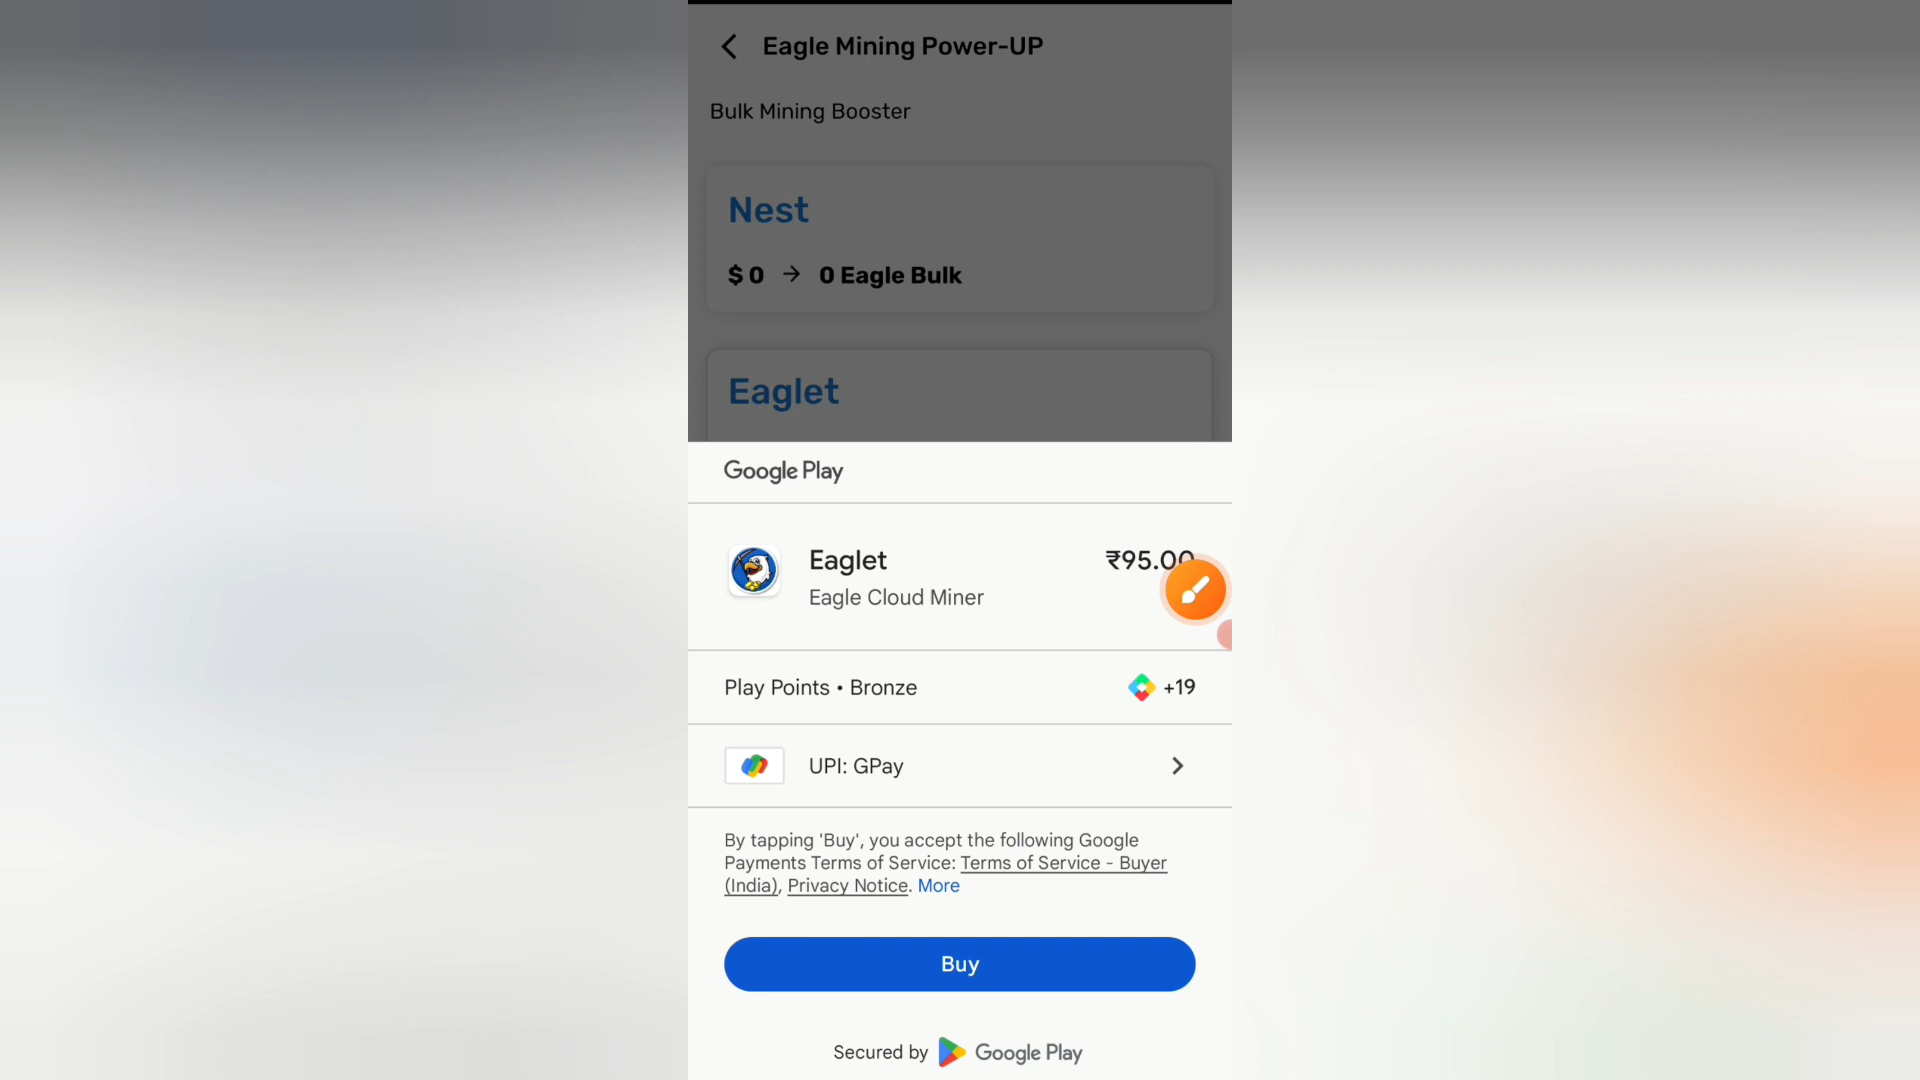 Eagle Mining Power-UP
Bulk Mining Booster
Nest
$ 0 → 0 Eagle Bulk
Eaglet
Google Play
Eaglet ₹95.00
Eagle Cloud Miner
Play Points • Bronze +19
UPI: GPay
By tapping 'Buy', you accept the following Google
Payments Terms of Service: Terms of Service - Buyer
(India), Privacy Notice. More
Buy
Secured by Google Play